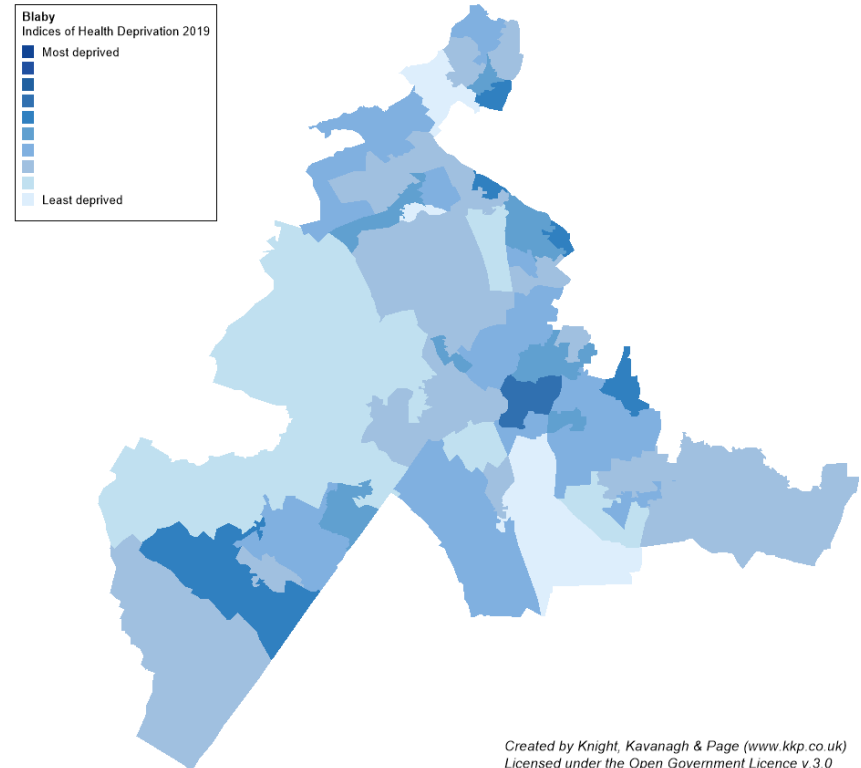 Blaby
Indices of Health Deprivation 2019
Most deprived
Least deprived
Created by Knight, Kavanagh & Page (www.kkp.co.uk)
Licensed under the Open Government Licence v.3.0